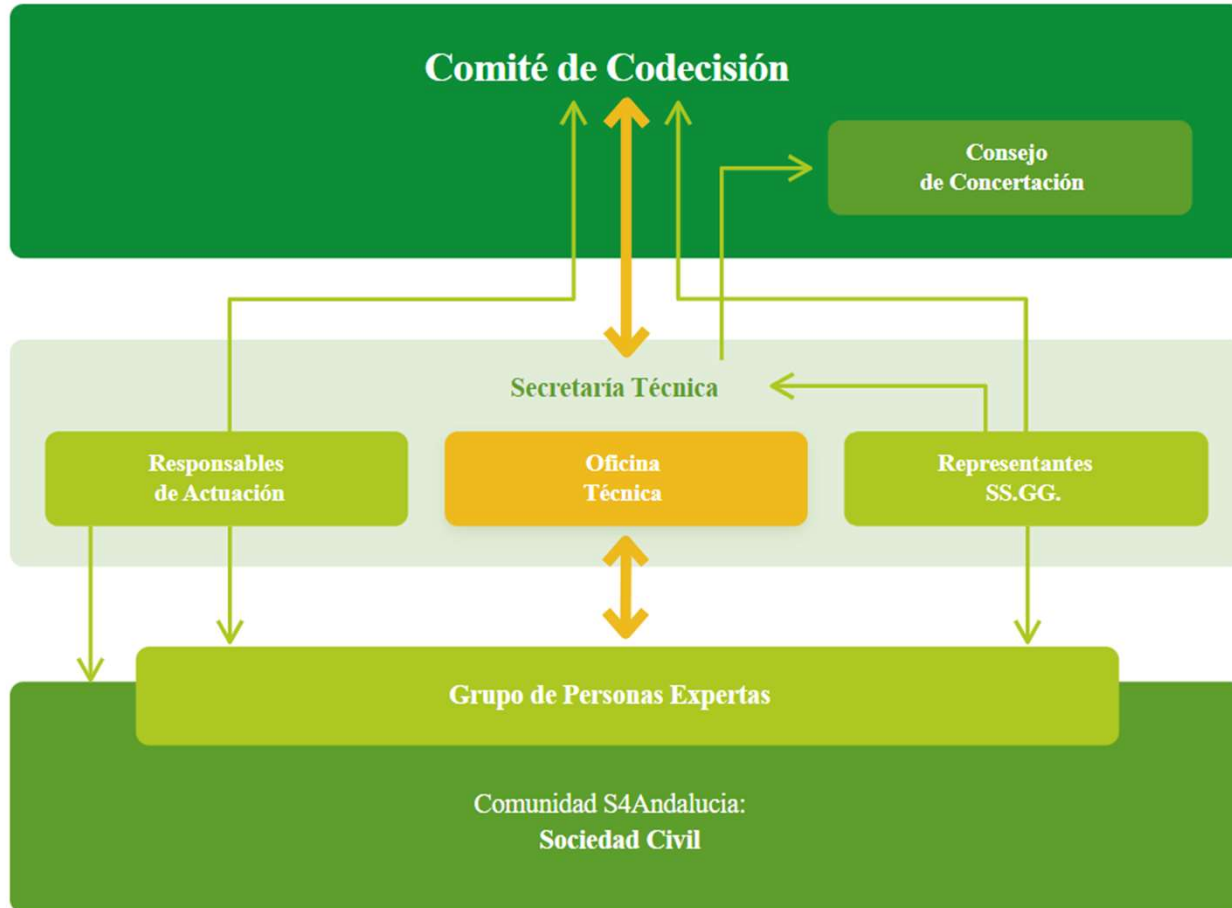 Comité de Codecisión
Consejo
de Concertación
Secretaría Técnica
Responsables
de Actuación
Oficina
Técnica
Representantes
SS.GG.
Grupo de Personas Expertas
Comunidad S4Andalucia:
Sociedad Civil